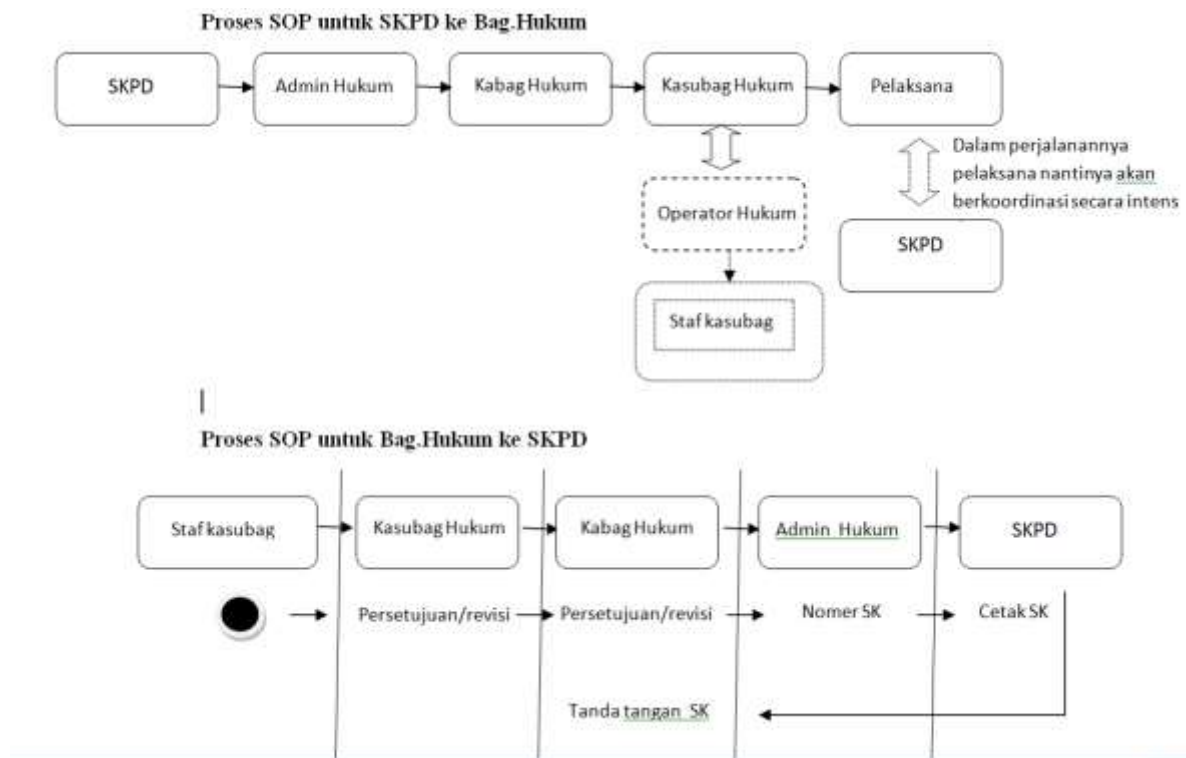 Proses SOP untuk SKPD ke Bag.Hukum
SKPD
Admin Hukum
Kabag Hukum
Kasubag Hukum
Pelaksana
Dalam perjalanannya
pelaksana nantinya akan
berkoordinasi secara intens
Operator Hukum
SKPD
Staf kasubag
Proses SOP untuk Bag.Hukum ke SKPD
Staf kasubag
Kasubag Hukum
Kabag Hukum
Admin Hukum
SKPD
Persetujuan/revisi
Persetujuan/revisi
Nomer SK
Cetak SK
Tanda tangan SK